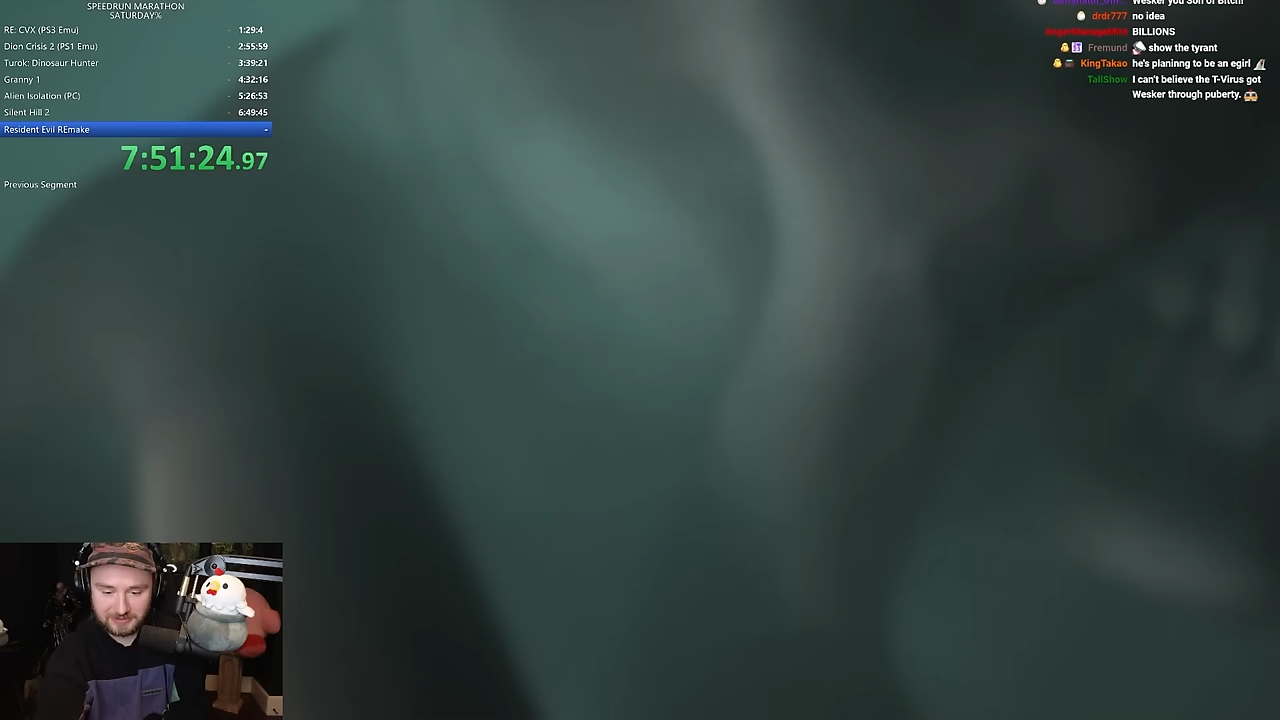 SPEEDRUN MARATHON
SATURDAY%
RE: CVX (PS3 Emu) - 1:29:4
DIon Crisis 2 (PS1 Emu) - 2:55:59
Turok: Dinosaur Hunter - 3:39:21
Granny 1 - 4:32:16
Alien Isolation (PC) - 5:26:53
Silent Hill 2 - 6:49:45
Resident Evil REmake -
7:51:24.97
Previous Segment
Wesker you Son of Bitch!!
drdr777 no idea
BILLIONS
Fremund show the tyrant
KingTakao he's planinng to be an egirl
TallShow I can't believe the T-Virus got
Wesker through puberty.